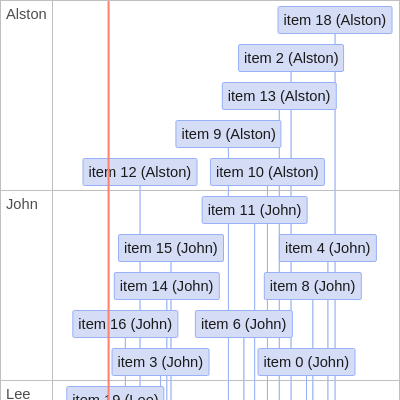 Alston
item 18 (Alston)
item 2 (Alston)
item 13 (Alston)
item 9 (Alston)
item 12 (Alston)
item 10 (Alston)
John
item 11 (John)
item 15 (John)
item 4 (John)
item 14 (John)
item 8 (John)
item 16 (John)
item 6 (John)
item 3 (John)
item 0 (John)
Lee
item 19 (Lee)